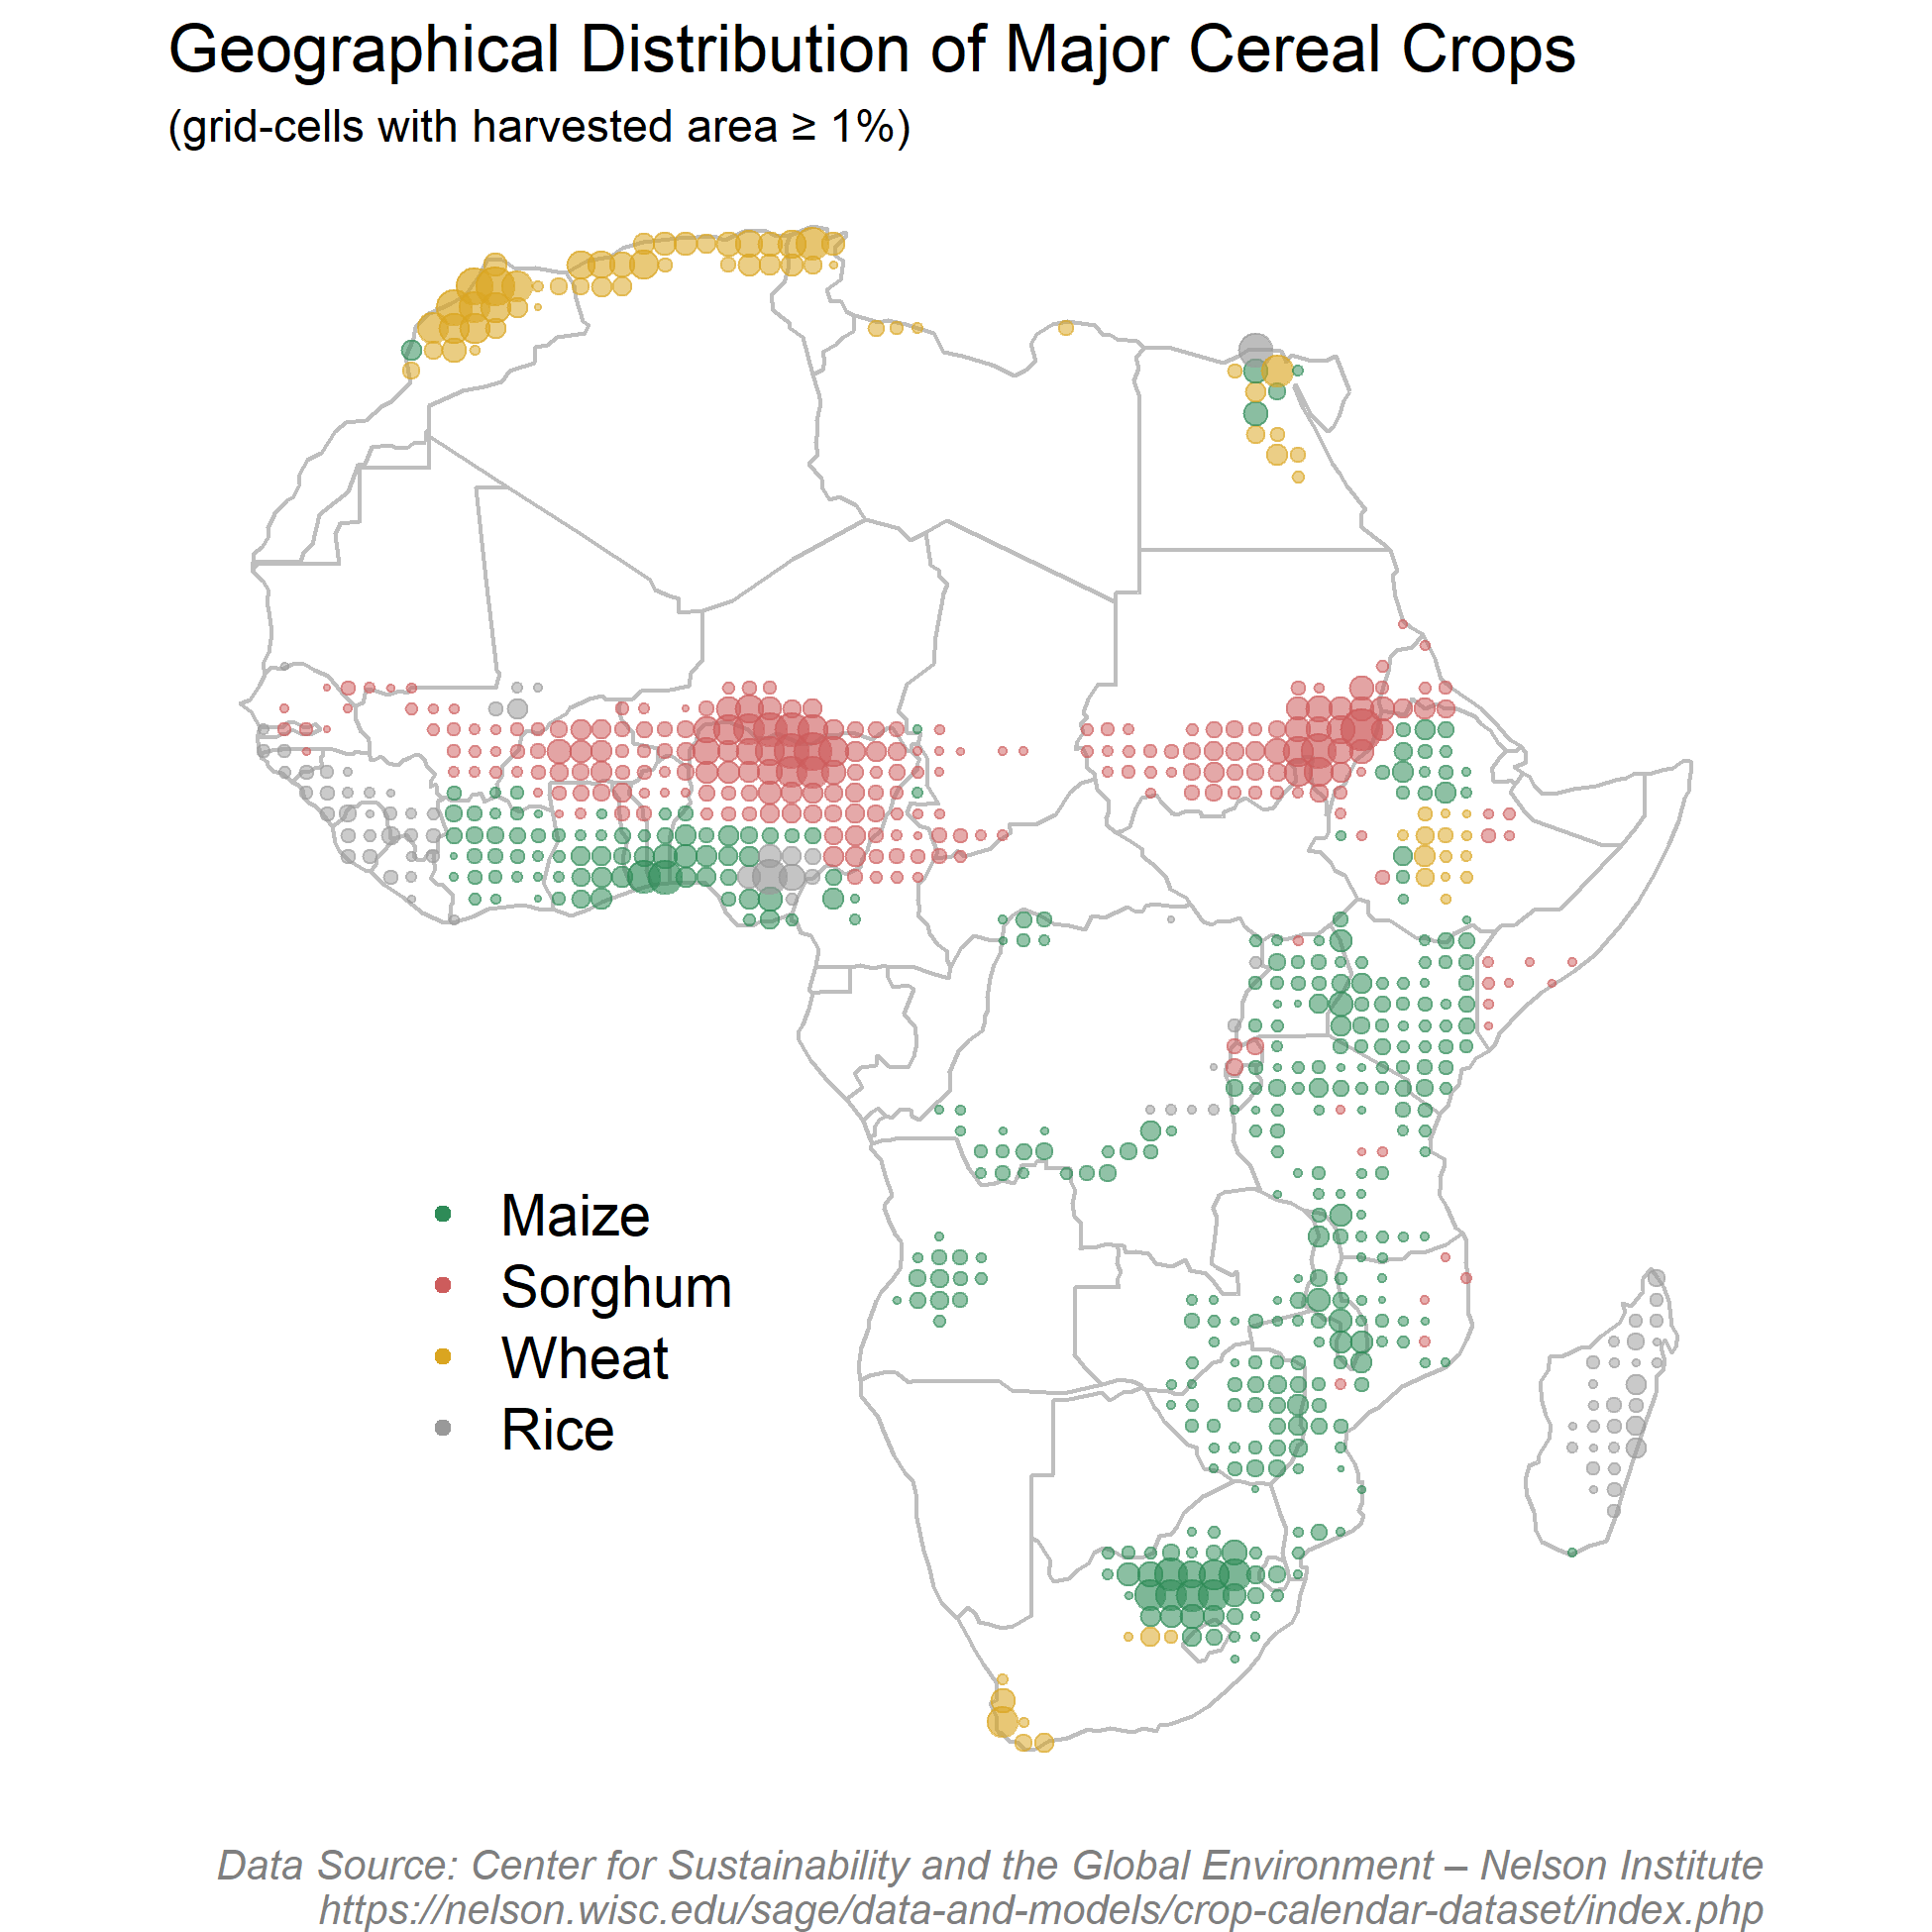 Geographical Distribution of Major Cereal Crops
(grid-cells with harvested area ≥ 1%)
Maize
Sorghum
Wheat
Rice
Data Source: Center for Sustainability and the Global Environment – Nelson Institute
https://nelson.wisc.edu/sage/data-and-models/crop-calendar-dataset/index.php